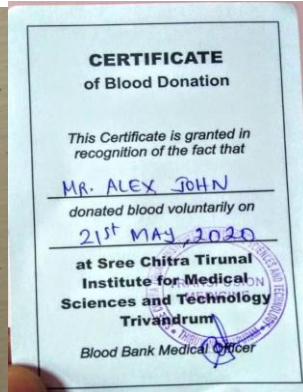 CERTIFICATE
of Blood Donation
This Certificate is granted in
recognition of the fact that
MR. ALEX JOHN
donated blood voluntarily on
21st MAY, 2020
at Sree Chitra Tirunal
Institute for Medical
Sciences and Technology
Trivandrum
Blood Bank Medical Officer